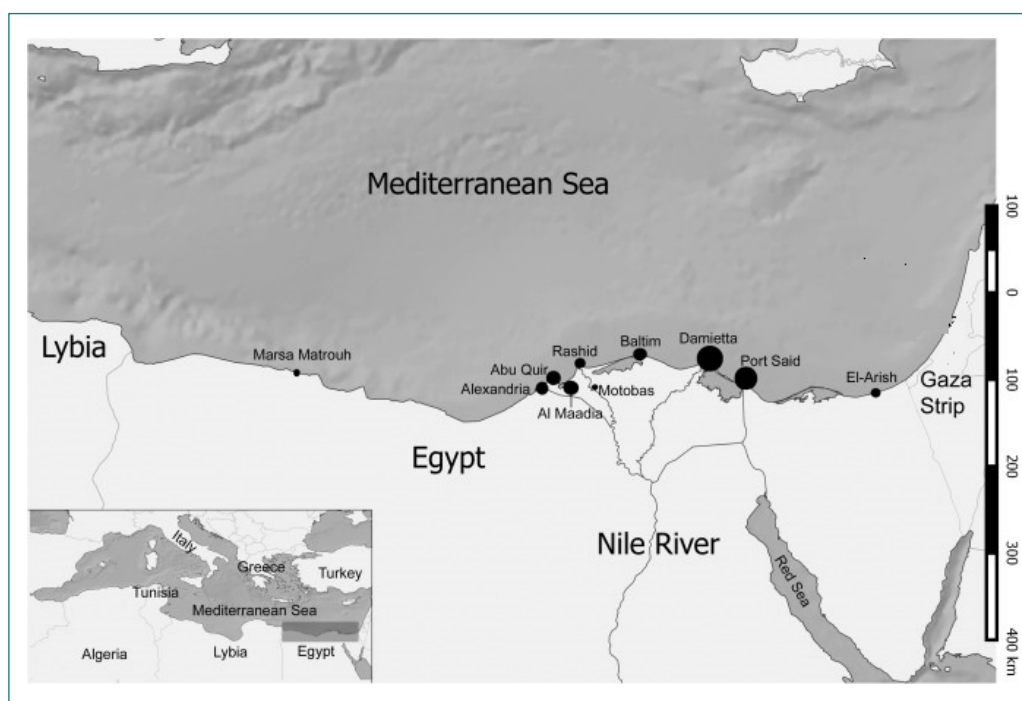 Mediterranean Sea
100
0
100
200
300
400 km
Lybia
Marsa Matrouh
Rashid
Baltim
Damietta
Abu Quir
Port Said
Alexandria
Motobas
El-Arish
Al Maadia
Gaza
Strip
Egypt
Nile River
Red Sea
Italy
Greece
Turkey
Tunisia
Mediterranean Sea
Algeria
Lybia
Egypt